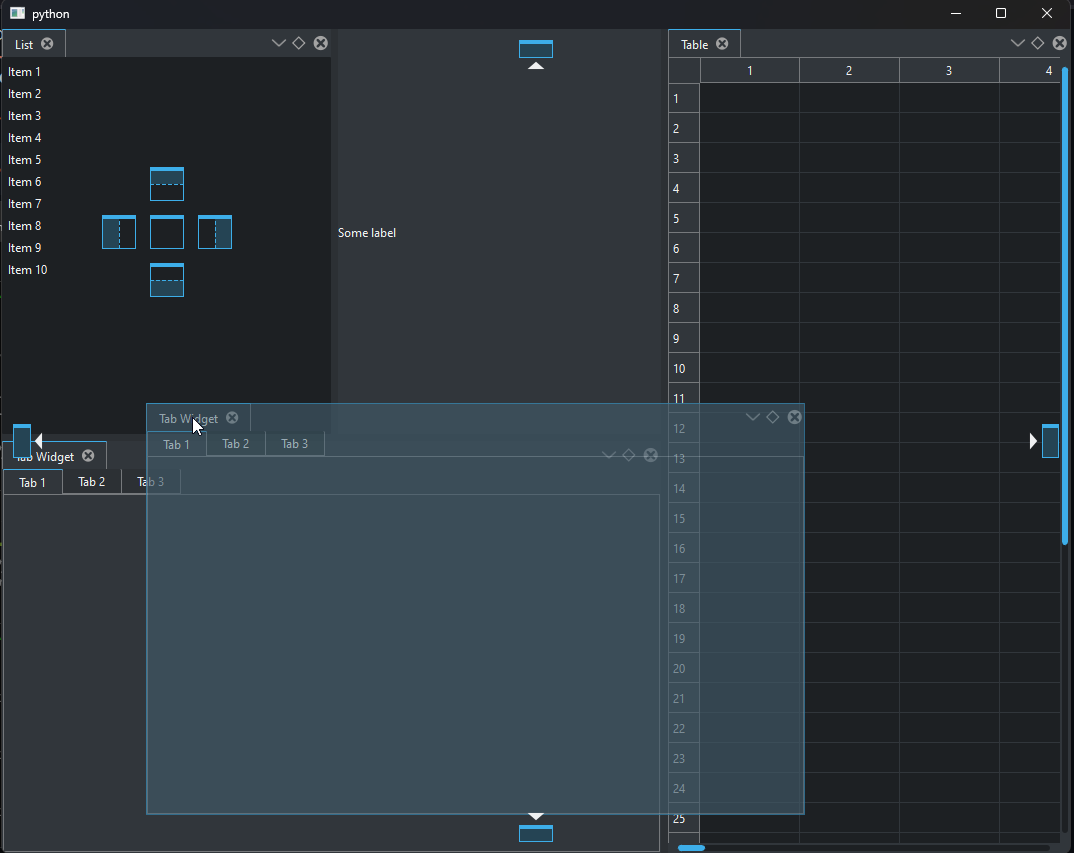 python
List
Item 1
Item 2
Item 3
Item 4
Item 5
Item 6
Item 7
Item 8
Item 9
Item 10
Some label
Table
1 2 3 4
1
2
3
4
5
6
7
8
9
10
11
12
13
14
15
16
17
18
19
20
21
22
23
24
25
Tab Widget
Tab 1 Tab 2 Tab 3
Tab Widget
Tab 1 Tab 2 Tab 3